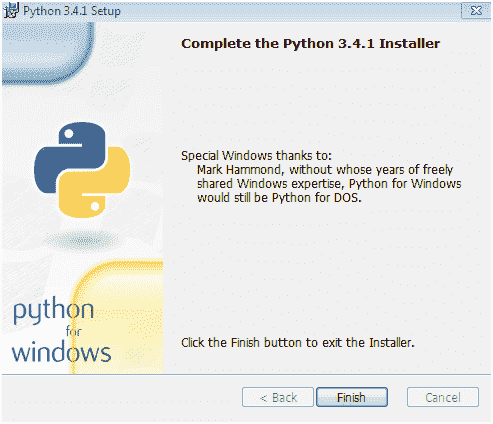 Python 3.4.1 Setup
Complete the Python 3.4.1 Installer
Special Windows thanks to:
Mark Hammond, without whose years of freely
shared Windows expertise, Python for Windows
would still be Python for DOS.
python
for
windows
Click the Finish button to exit the Installer.
< Back
Finish
Cancel